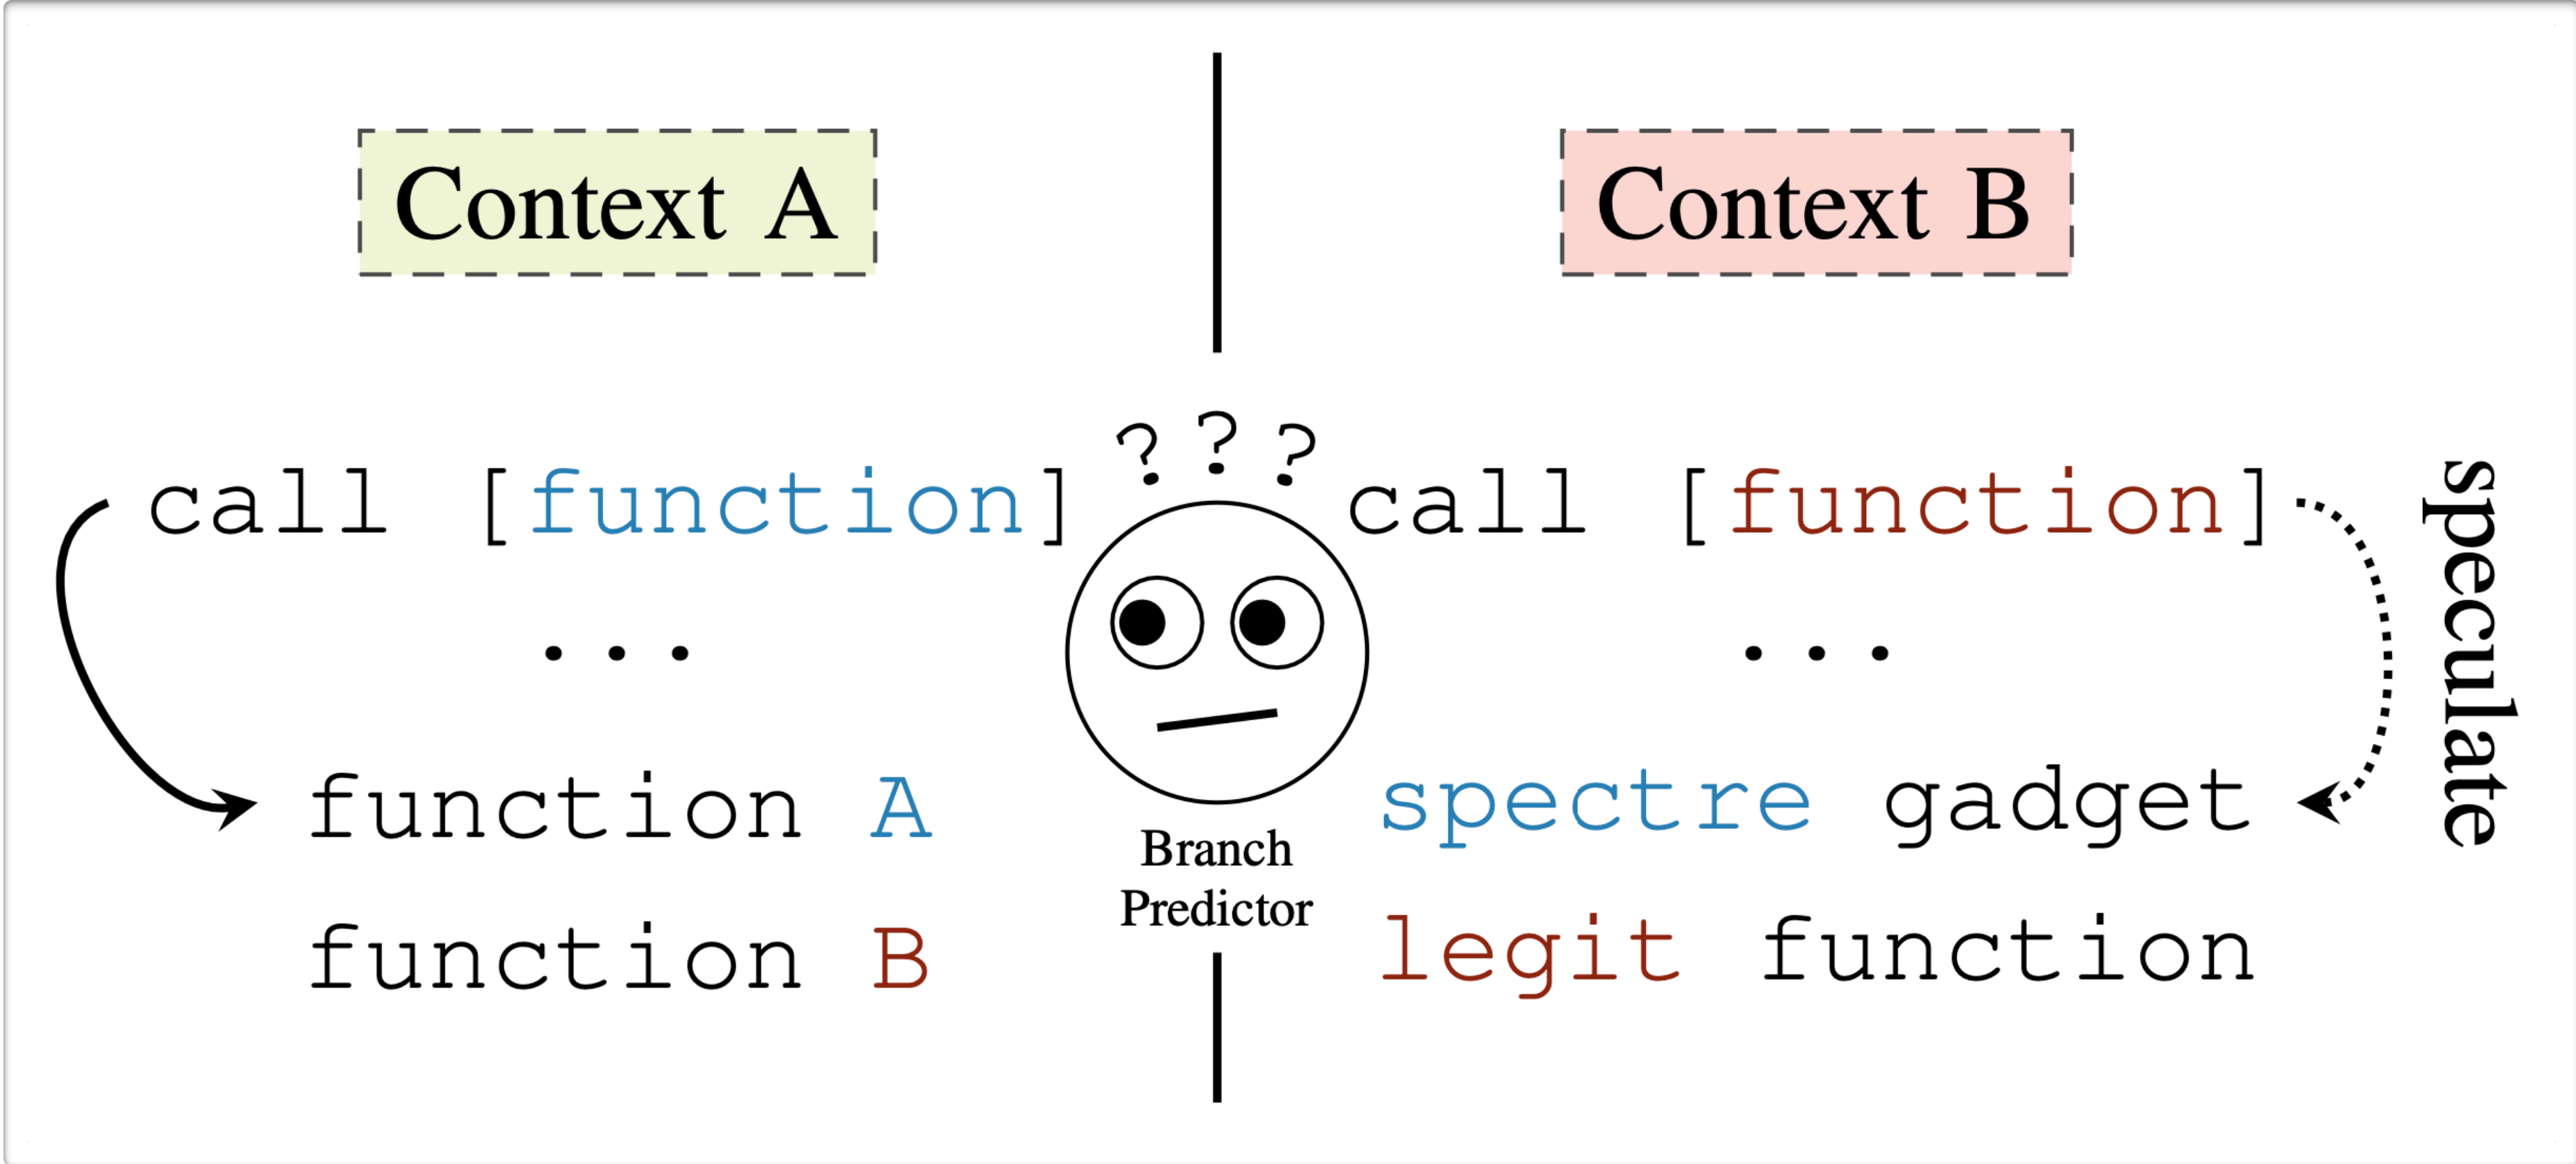 Context A
call [function]
...
function A
function B
? ? ?
Branch
Predictor
Context B
call [function]
...
spectre gadget
legit function
speculate